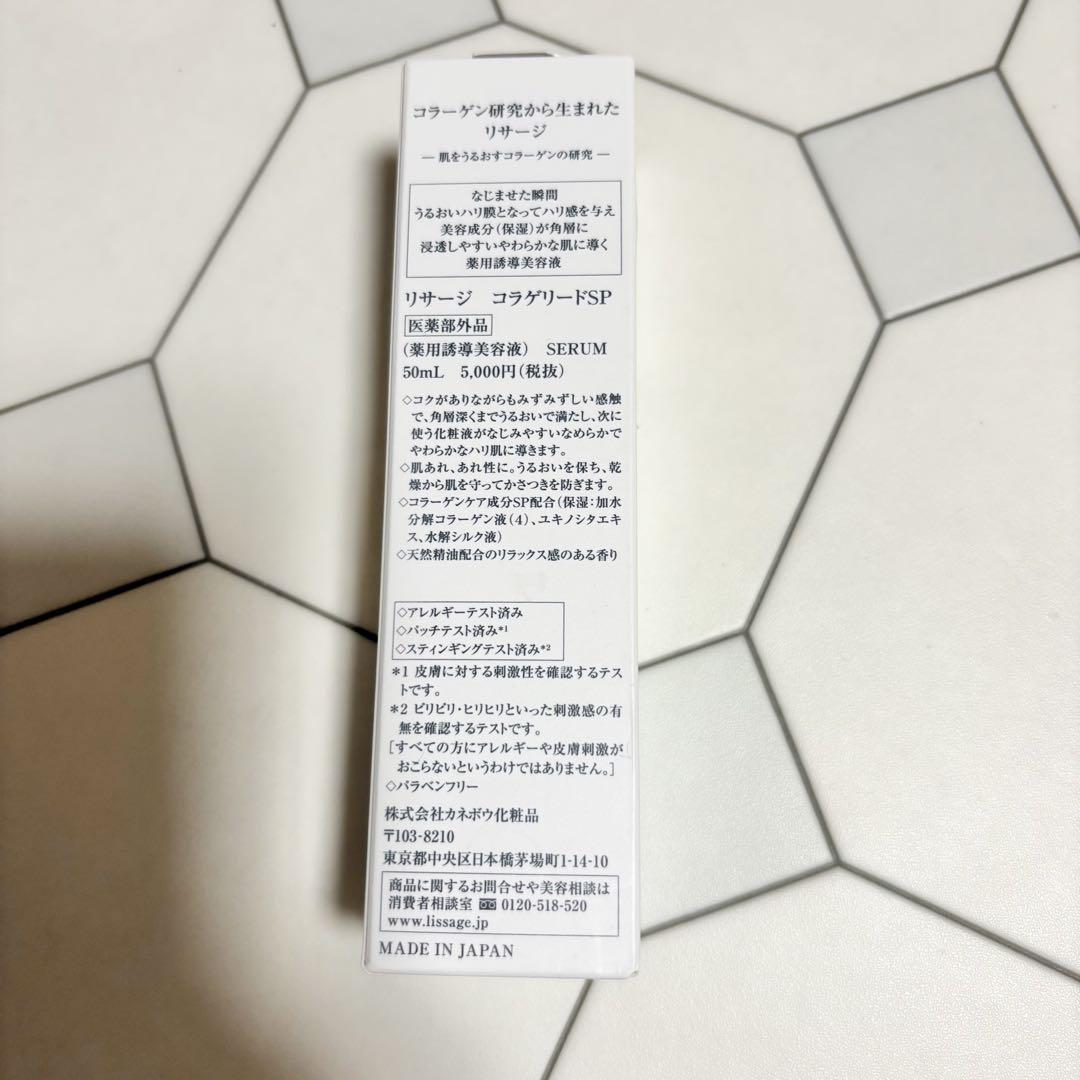 コラーゲン研究から生まれた
リサージ
― 肌をうるおすコラーゲンの研究 ―
なじませた瞬間
うるおいハリ膜となってハリ感を与え
美容成分(保湿)が角層に
浸透しやすいやわらかな肌に導く
薬用誘導美容液
リサージ　コラゲリードSP
医薬部外品
(薬用誘導美容液)　SERUM
50mL　5,000円(税抜)
◇コクがありながらもみずみずしい感触
で、角層深くまでうるおいで満たし、次に
使う化粧液がなじみやすいなめらかで
やわらかなハリ肌に導きます。
◇肌あれ、あれ性に。うるおいを保ち、乾
燥から肌を守ってかさつきを防ぎます。
◇コラーゲンケア成分SP配合(保湿:加水
分解コラーゲン液(4)、ユキノシタエキ
ス、水解シルク液)
◇天然精油配合のリラックス感のある香り
◇アレルギーテスト済み
◇パッチテスト済み*1
◇スティンギングテスト済み*2
*1 皮膚に対する刺激性を確認するテス
トです。
*2 ピリピリ・ヒリヒリといった刺激感の有
無を確認するテストです。
[すべての方にアレルギーや皮膚刺激が
おこらないというわけではありません。]
◇パラベンフリー
株式会社カネボウ化粧品
〒103-8210
東京都中央区日本橋茅場町1-14-10
商品に関するお問合せや美容相談は
消費者相談室 0120-518-520
www.lissage.jp
MADE IN JAPAN